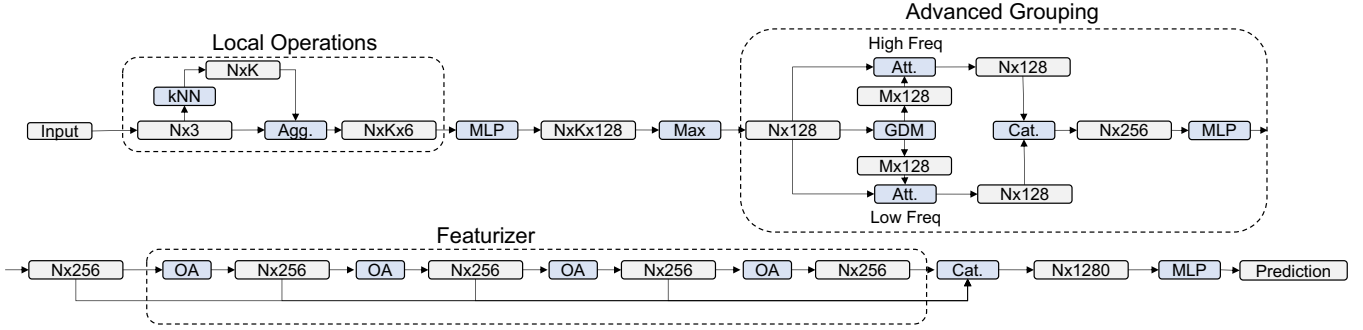 Advanced Grouping
Local Operations
High Freq
NxK
Att.
Nx128
kNN
Mx128
Input
Nx3
Agg.
NxKx6
MLP
NxKx128
Max
Nx128
GDM
Cat.
Nx256
MLP
Mx128
Att.
Nx128
Low Freq
Featurizer
Nx256
OA
Nx256
OA
Nx256
OA
Nx256
OA
Nx256
Cat.
Nx1280
MLP
Prediction